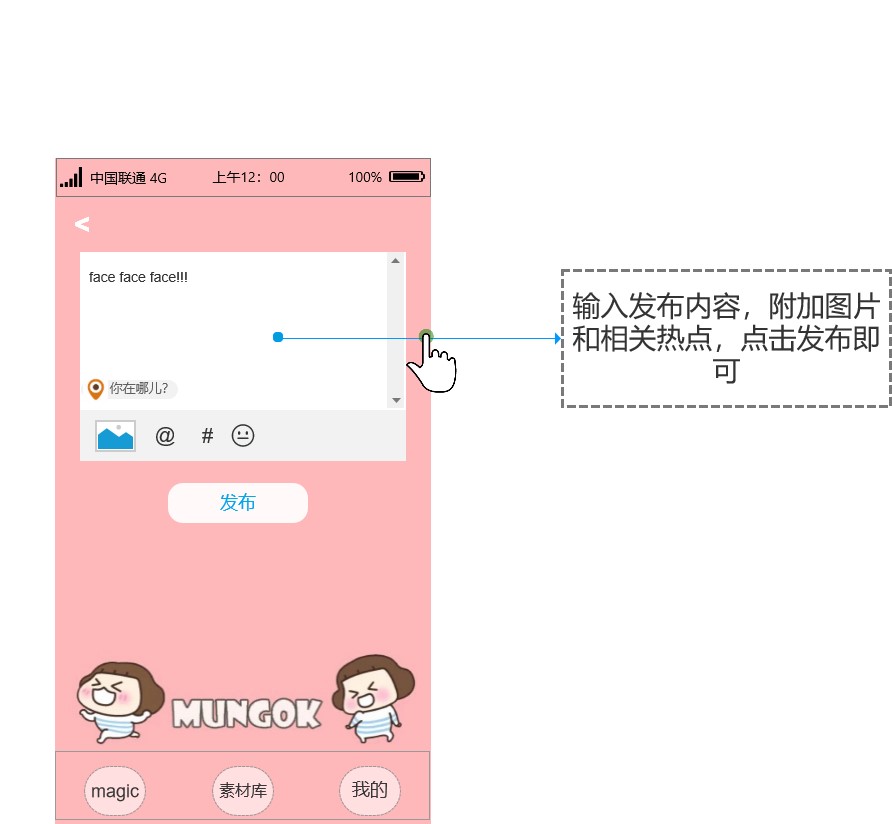 中国联通 4G 上午12：00 100%
<
face face face!!!
你在哪儿?
@ #
发布
输入发布内容，附加图片
和相关热点，点击发布即
可
MUNGOK
magic 素材库 我的